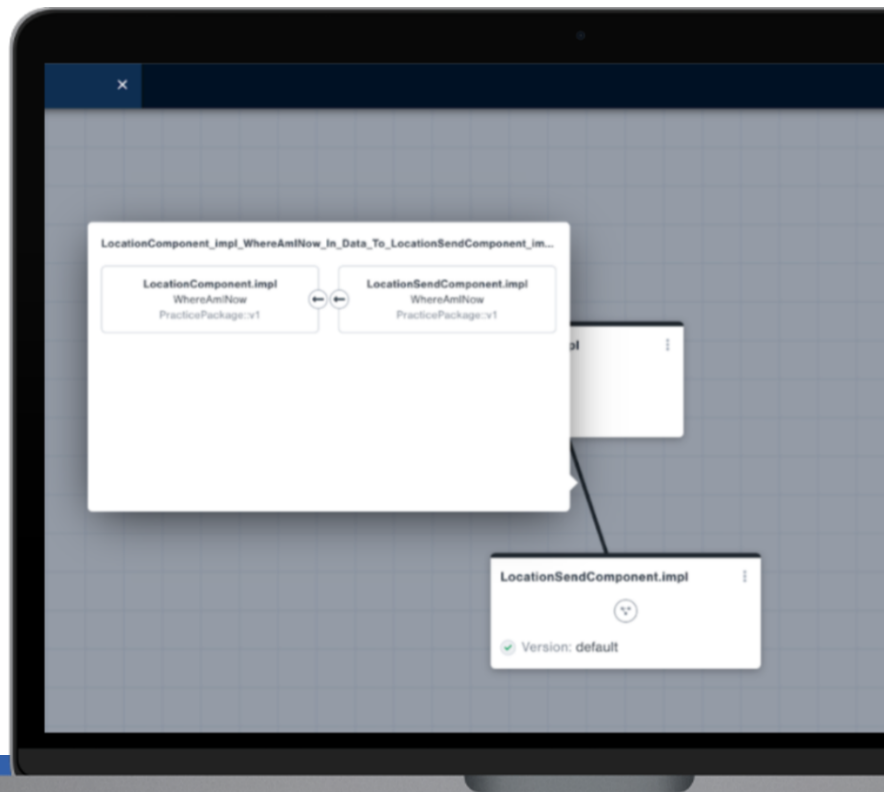 LocationComponent_impl_WhereAmINow_In_Data_To_LocationSendComponent_im...
LocationComponent.impl
WhereAmINow
PracticePackage::v1
LocationSendComponent.impl
WhereAmINow
PracticePackage::v1
pl
LocationSendComponent.impl
Version: default